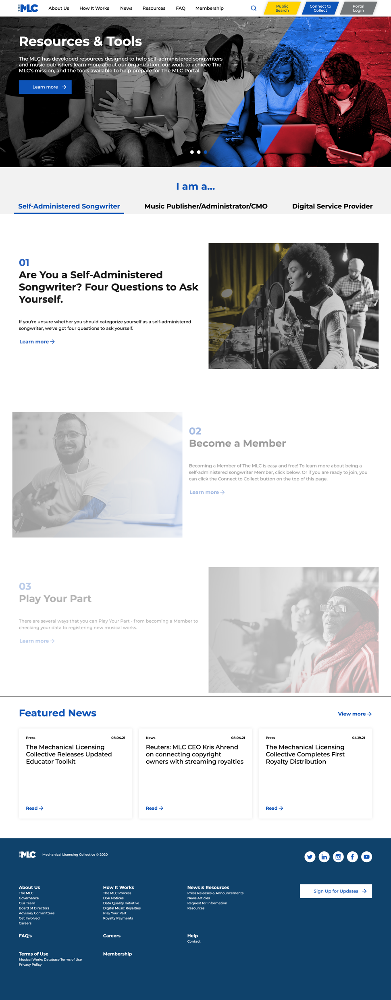 THE MLC
About Us
How It Works
News
Resources
FAQ
Membership
Public
Search
Connect to
Collect
Portal
Login
Resources & Tools
The MLC has developed resources designed to help self-administered songwriters
and music publishers learn more about our organization, our work to achieve The
MLC's mission, and the tools available to help prepare for The MLC Portal.
Learn more
I am a...
Self-Administered Songwriter
Music Publisher/Administrator/CMO
Digital Service Provider
01
Are You a Self-Administered
Songwriter? Four Questions to Ask
Yourself.
If you're unsure whether you should categorize yourself as a self-administered
songwriter, we've got four questions to ask yourself.
Learn more
02
Become a Member
Becoming a Member of The MLC is easy and free! To learn more about being a
self-administered songwriter Member, click below. Or if you are ready to join, you
can click the Connect to Collect button on the top of this page.
Learn more
03
Play Your Part
There are several ways that you can Play Your Part - from becoming a Member to
checking your data to registering new musical works.
Learn more
Featured News
View more
Press
08.04.21
The Mechanical Licensing
Collective Releases Updated
Educator Toolkit
Read
News
08.04.21
Reuters: MLC CEO Kris Ahrend
on connecting copyright
owners with streaming royalties
Read
Press
04.19.21
The Mechanical Licensing
Collective Completes First
Royalty Distribution
Read
THE MLC
Mechanical Licensing Collective © 2020
About Us
The MLC
Governance
Our Team
Board of Directors
Advisory Committees
Get Involved
Careers
How It Works
The MLC Process
DSP Notices
Data Quality Initiative
Digital Music Royalties
Play Your Part
Royalty Payments
News & Resources
Press Releases & Announcements
News Articles
Request for Information
Resources
Sign Up for Updates
FAQ's
Careers
Help
Contact
Terms of Use
Musical Works Database Terms of Use
Privacy Policy
Membership